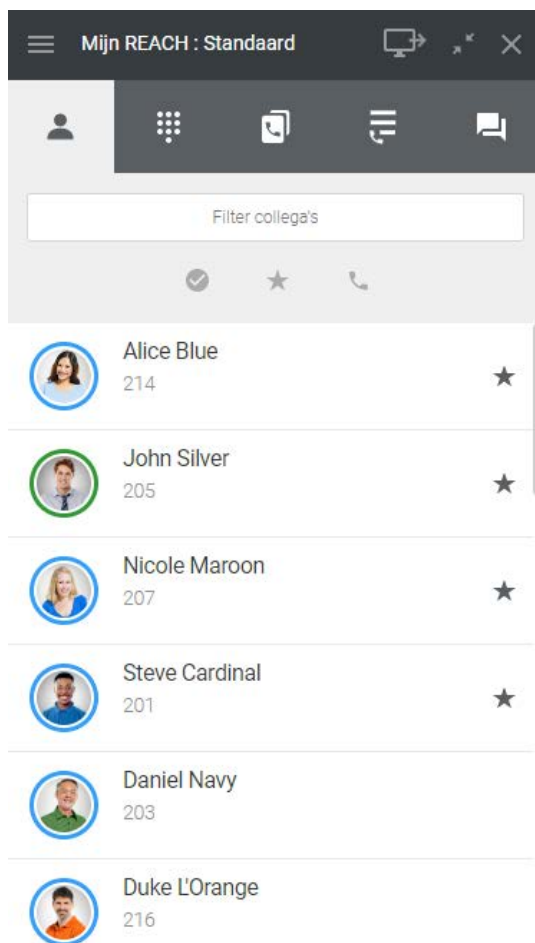 Mijn REACH : Standaard
Filter collega's
Alice Blue
214
John Silver
205
Nicole Maroon
207
Steve Cardinal
201
Daniel Navy
203
Duke L'Orange
216